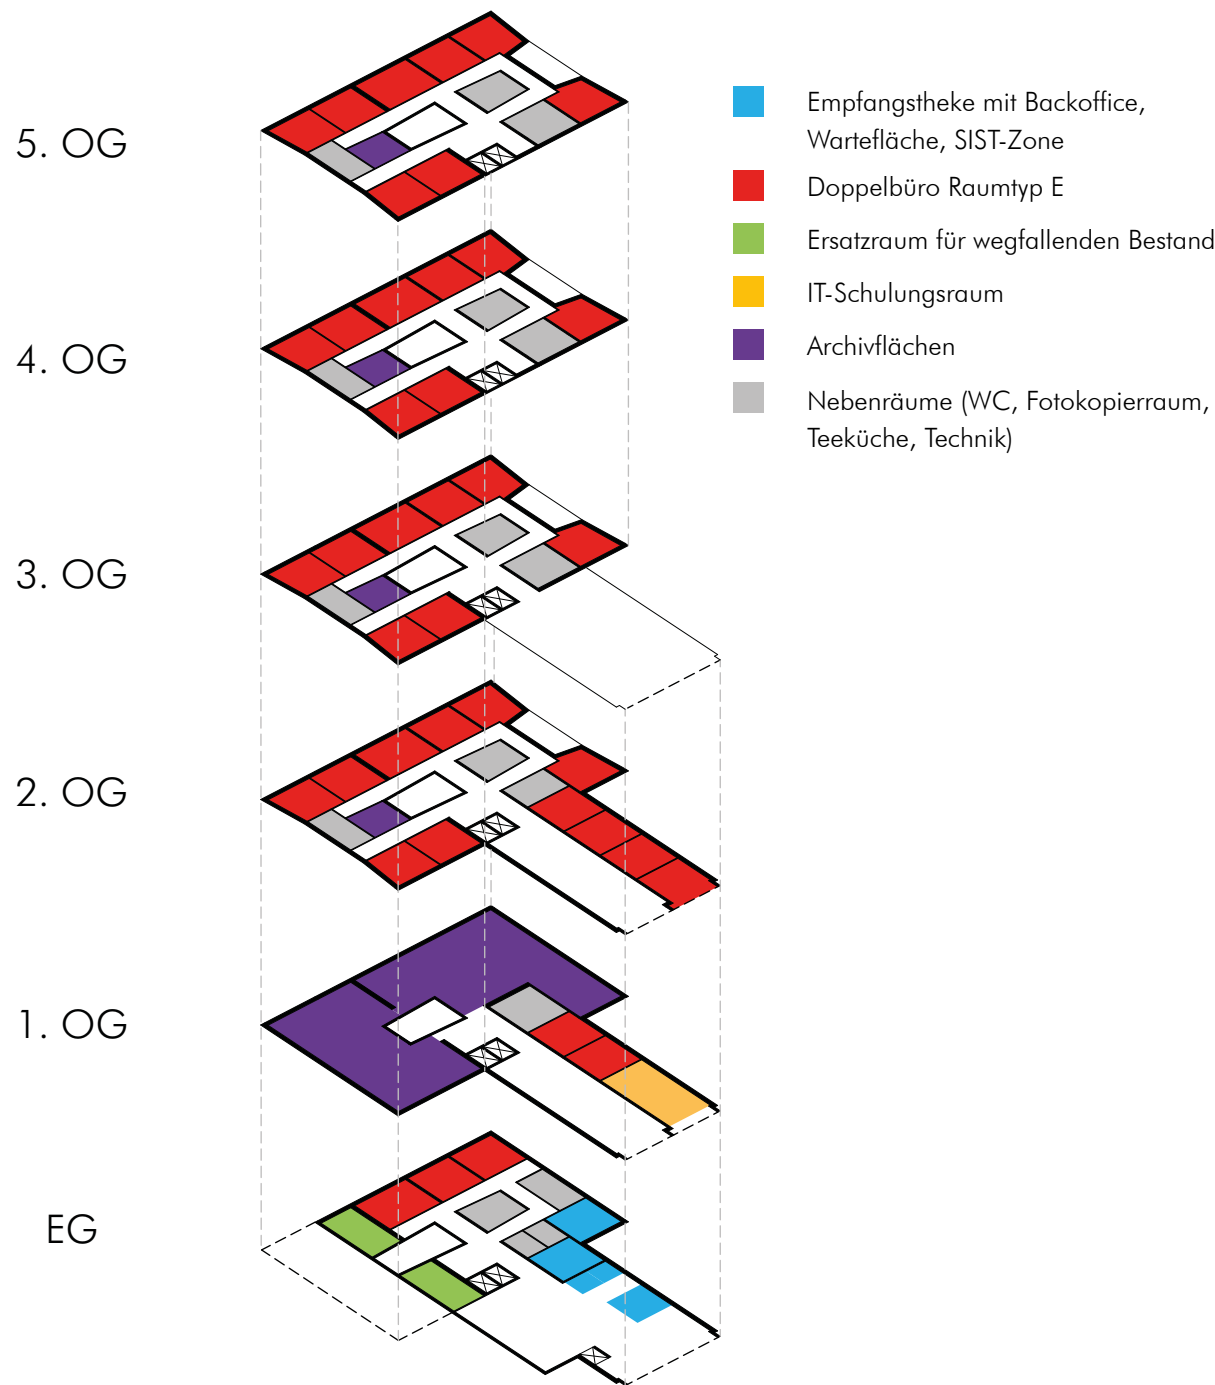 5. OG
4. OG
3. OG
2. OG
1. OG
EG
Empfangstheke mit Backoffice,
Wartefläche, SIST-Zone
Doppelbüro Raumtyp E
Ersatzraum für wegfallenden Bestand
IT-Schulungsraum
Archivflächen
Nebenräume (WC, Fotokopierraum,
Teeküche, Technik)